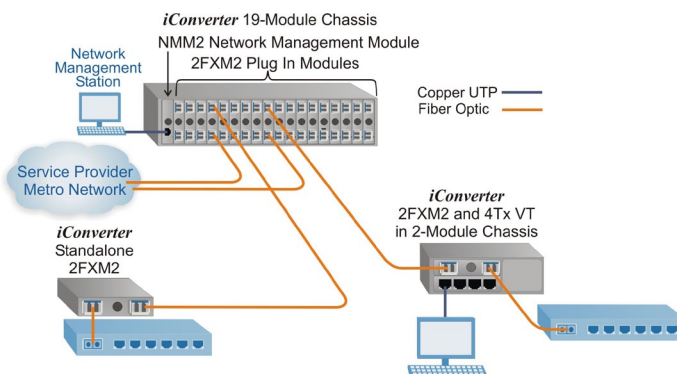 iConverter 19-Module Chassis
NMM2 Network Management Module
2FXM2 Plug In Modules
Network
Management
Station
Copper UTP
Fiber Optic
Service Provider
Metro Network
iConverter
Standalone
2FXM2
iConverter
2FXM2 and 4Tx VT
in 2-Module Chassis